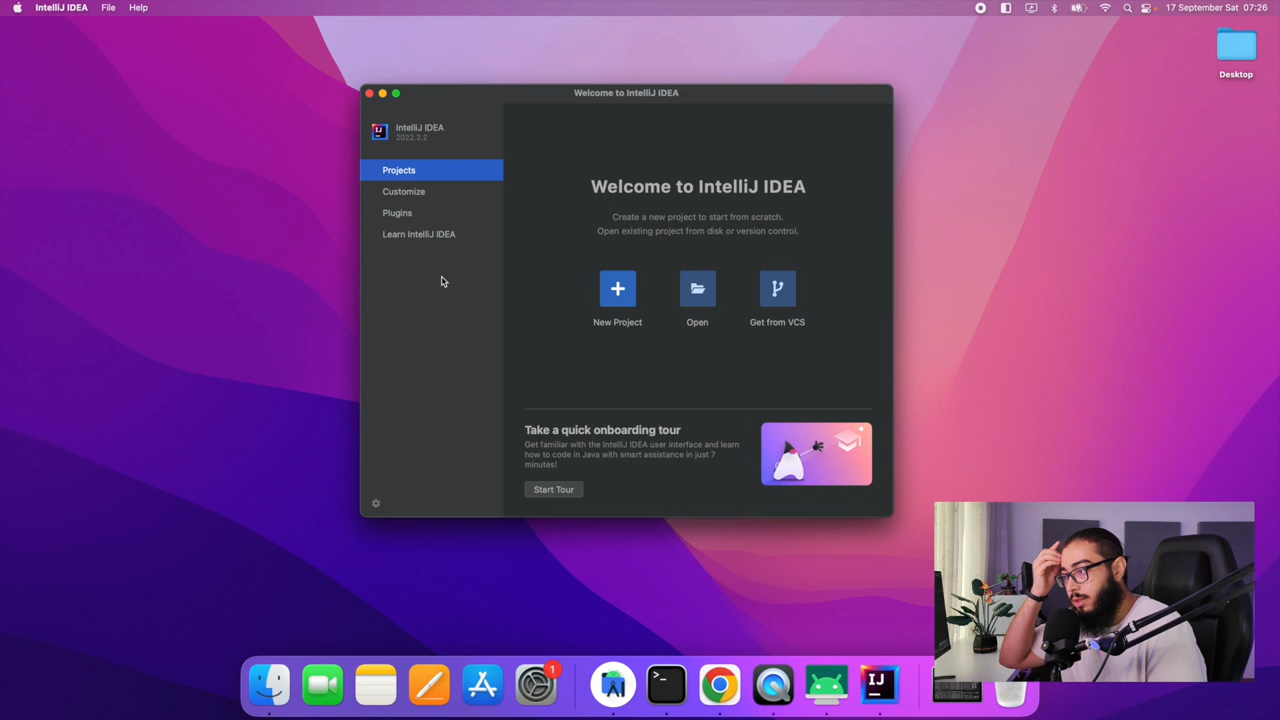 IntelliJ IDEA File Help 17 September Sat 07:26
Desktop
Welcome to IntelliJ IDEA
IJ
IntelliJ IDEA
2022.2.2
Projects
Customize
Plugins
Learn IntelliJ IDEA
Welcome to IntelliJ IDEA
Create a new project to start from scratch.
Open existing project from disk or version control.
New Project Open Get from VCS
Take a quick onboarding tour
Get familiar with the IntelliJ IDEA user interface and learn
how to code in Java with smart assistance in just 7
minutes!
Start Tour
1
>_
IJ